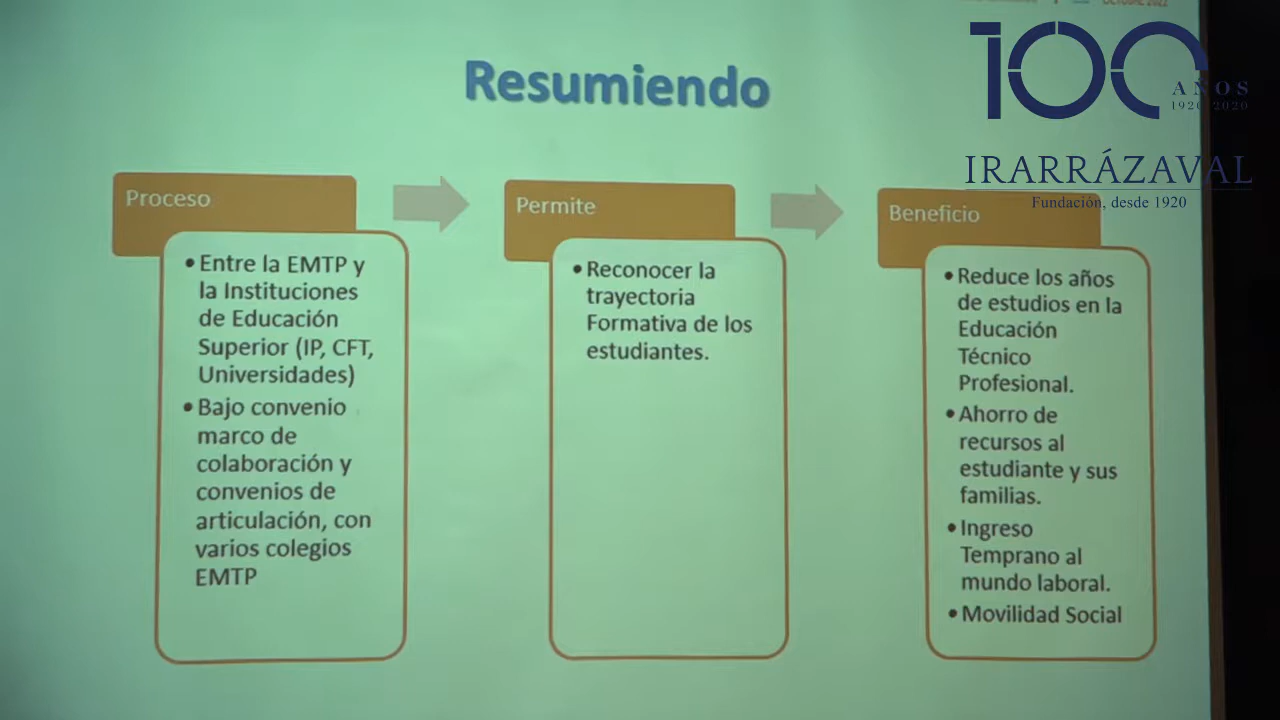 OCTUBRE 2022
100
AÑOS
1920-2020
IRARRÁZAVAL
Fundación, desde 1920
Resumiendo
Proceso
• Entre la EMTP y
la Instituciones
de Educación
Superior (IP, CFT,
Universidades)
• Bajo convenio
marco de
colaboración y
convenios de
articulación, con
varios colegios
EMTP
Permite
• Reconocer la
trayectoria
Formativa de los
estudiantes.
Beneficio
• Reduce los años
de estudios en la
Educación
Técnico
Profesional.
• Ahorro de
recursos al
estudiante y sus
familias.
• Ingreso
Temprano al
mundo laboral.
• Movilidad Social